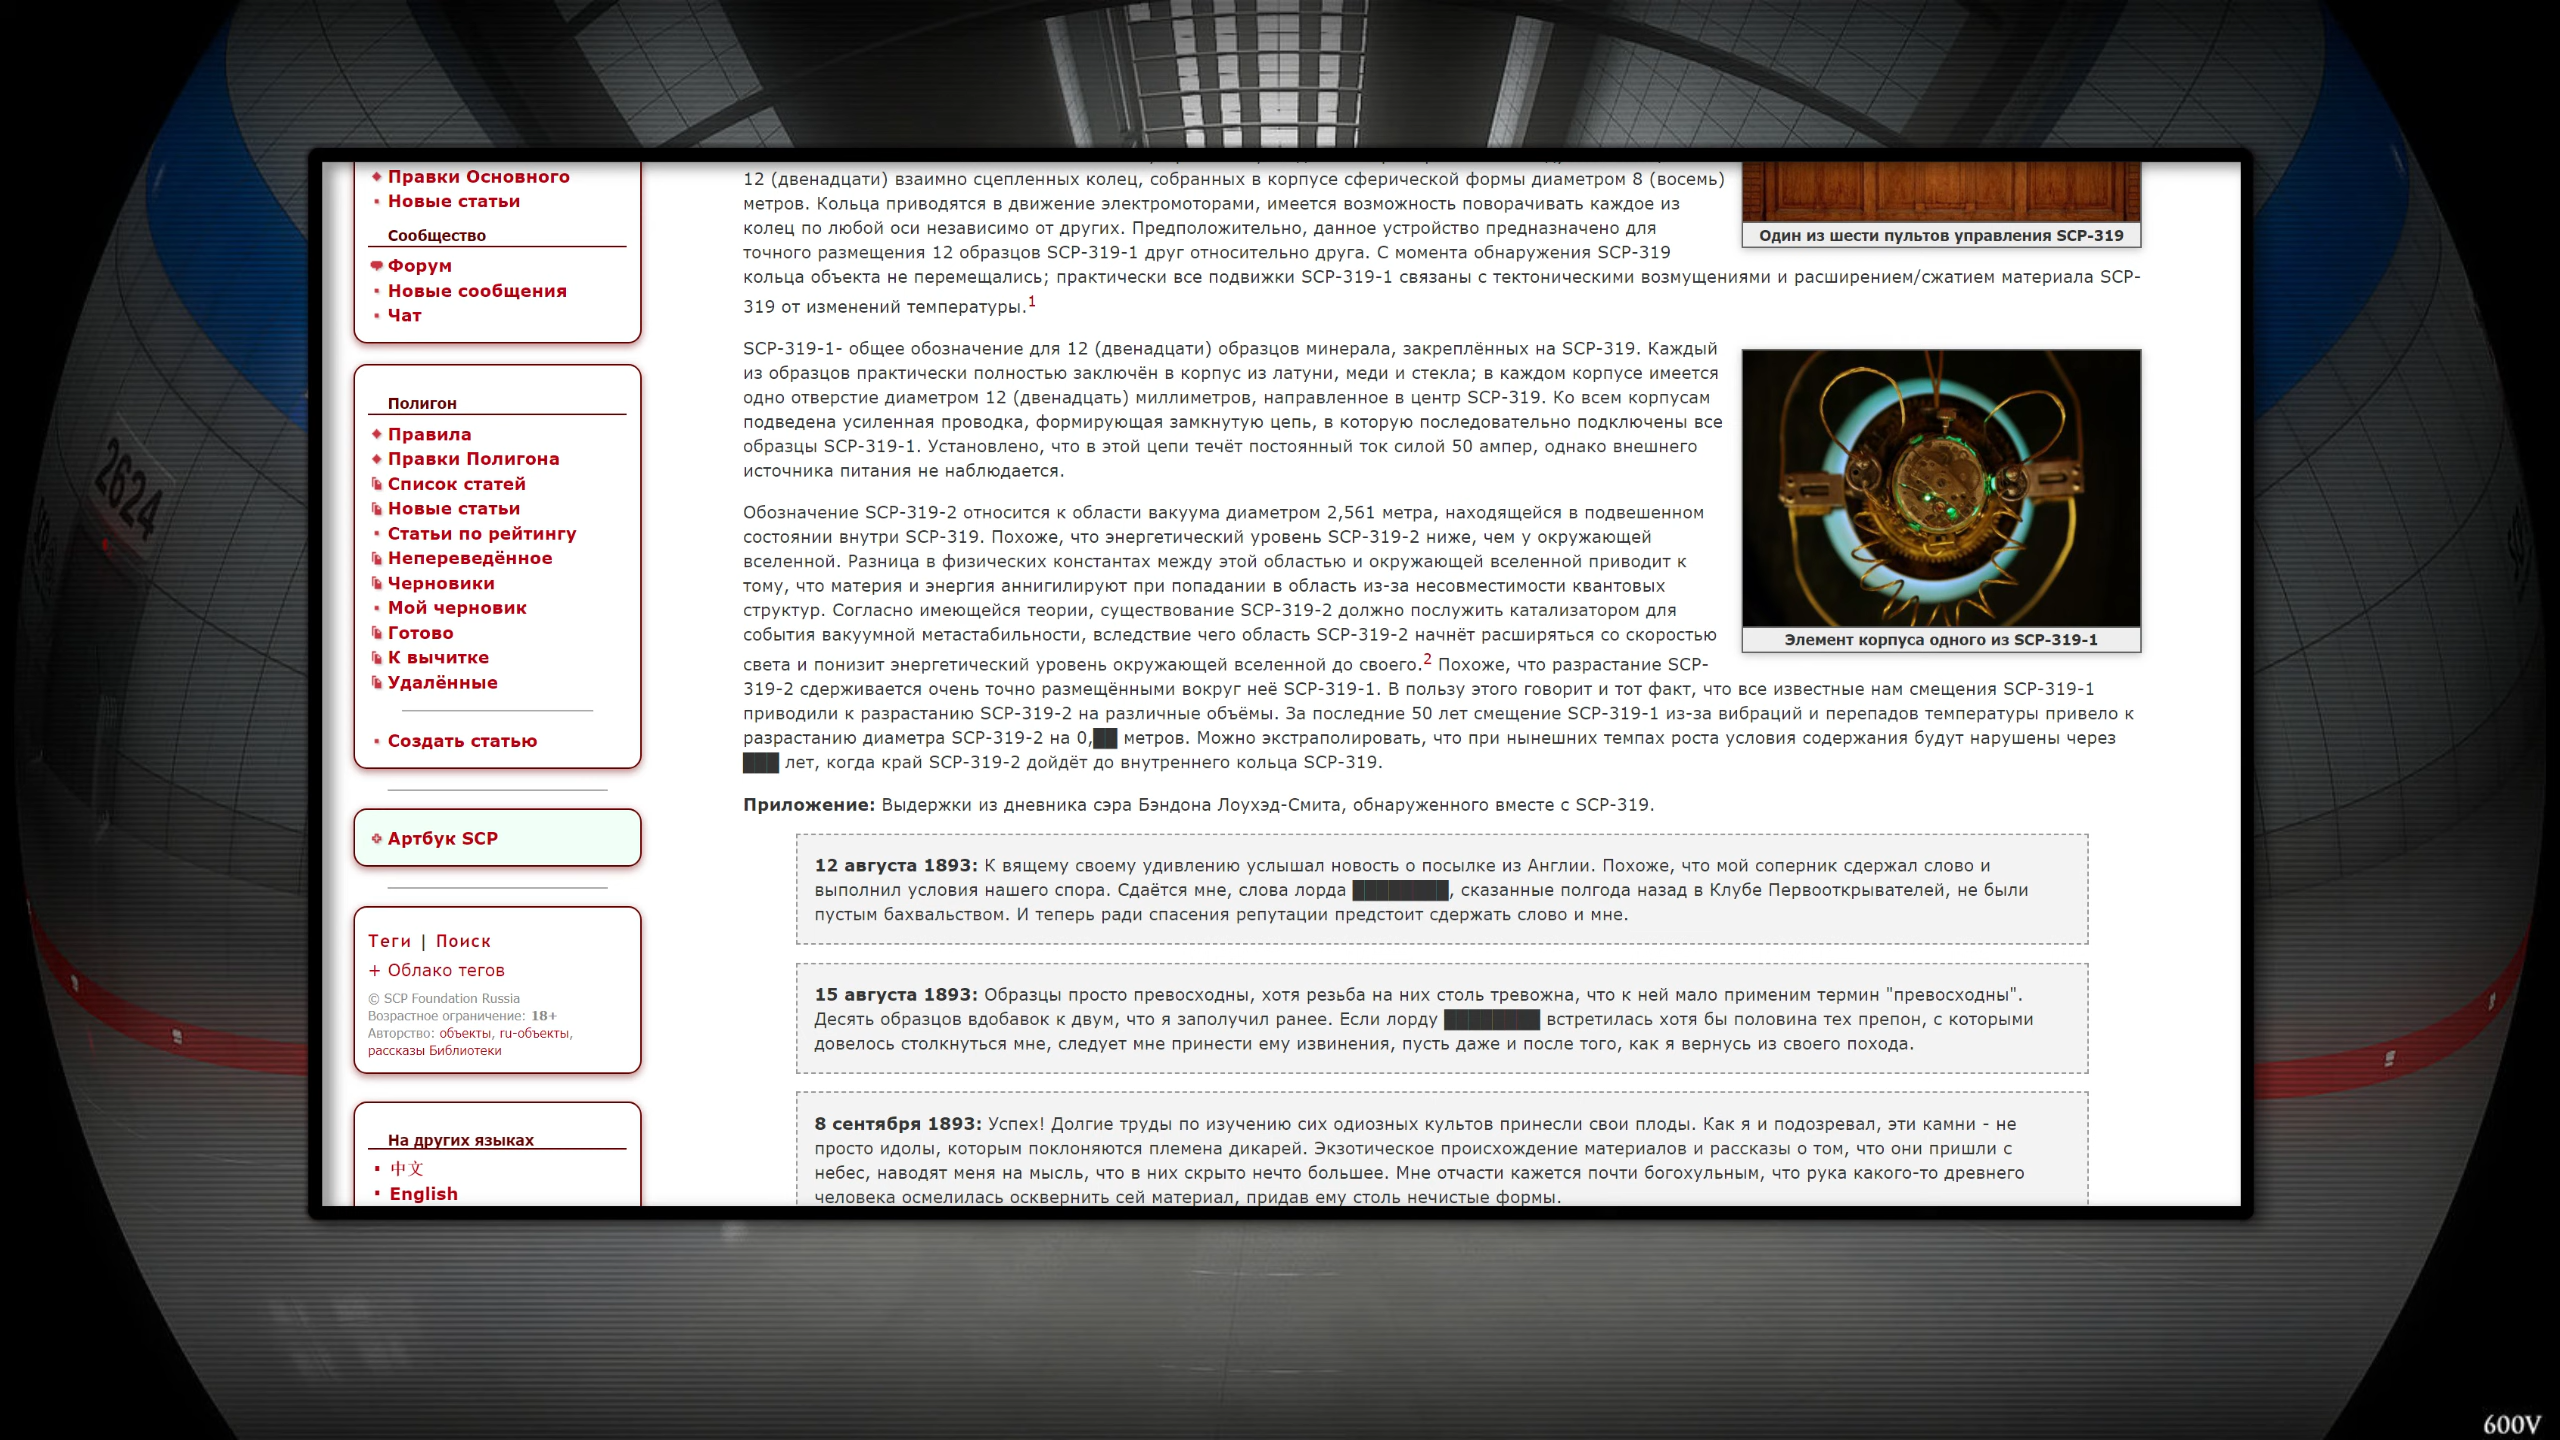 Правки Основного
Новые статьи
Сообщество
Форум
Новые сообщения
Чат
Полигон
Правила
Правки Полигона
Список статей
Новые статьи
Статьи по рейтингу
Непереведённое
Черновики
Мой черновик
Готово
К вычитке
Удалённые
Создать статью
Артбук SCP
Теги | Поиск
+ Облако тегов
© SCP Foundation Russia
Возрастное ограничение: 18+
Авторство: объекты, ru-объекты,
рассказы Библиотеки
На других языках
中文
English
12 (двенадцати) взаимно сцепленных колец, собранных в корпусе сферической формы диаметром 8 (восемь)
метров. Кольца приводятся в движение электромоторами, имеется возможность поворачивать каждое из
колец по любой оси независимо от других. Предположительно, данное устройство предназначено для
точного размещения 12 образцов SCP-319-1 друг относительно друга. С момента обнаружения SCP-319
кольца объекта не перемещались; практически все подвижки SCP-319-1 связаны с тектоническими возмущениями и расширением/сжатием материала SCP-
319 от изменений температуры.1
Один из шести пультов управления SCP-319
SCP-319-1- общее обозначение для 12 (двенадцати) образцов минерала, закреплённых на SCP-319. Каждый
из образцов практически полностью заключён в корпус из латуни, меди и стекла; в каждом корпусе имеется
одно отверстие диаметром 12 (двенадцать) миллиметров, направленное в центр SCP-319. Ко всем корпусам
подведена усиленная проводка, формирующая замкнутую цепь, в которую последовательно подключены все
образцы SCP-319-1. Установлено, что в этой цепи течёт постоянный ток силой 50 ампер, однако внешнего
источника питания не наблюдается.
Элемент корпуса одного из SCP-319-1
Обозначение SCP-319-2 относится к области вакуума диаметром 2,561 метра, находящейся в подвешенном
состоянии внутри SCP-319. Похоже, что энергетический уровень SCP-319-2 ниже, чем у окружающей
вселенной. Разница в физических константах между этой областью и окружающей вселенной приводит к
тому, что материя и энергия аннигилируют при попадании в область из-за несовместимости квантовых
структур. Согласно имеющейся теории, существование SCP-319-2 должно послужить катализатором для
события вакуумной метастабильности, вследствие чего область SCP-319-2 начнёт расширяться со скоростью
света и понизит энергетический уровень окружающей вселенной до своего.2 Похоже, что разрастание SCP-
319-2 сдерживается очень точно размещёнными вокруг неё SCP-319-1. В пользу этого говорит и тот факт, что все известные нам смещения SCP-319-1
приводили к разрастанию SCP-319-2 на различные объёмы. За последние 50 лет смещение SCP-319-1 из-за вибраций и перепадов температуры привело к
разрастанию диаметра SCP-319-2 на 0,██ метров. Можно экстраполировать, что при нынешних темпах роста условия содержания будут нарушены через
███ лет, когда край SCP-319-2 дойдёт до внутреннего кольца SCP-319.
Приложение: Выдержки из дневника сэра Бэндона Лоухэд-Смита, обнаруженного вместе с SCP-319.
12 августа 1893: К вящему своему удивлению услышал новость о посылке из Англии. Похоже, что мой соперник сдержал слово и
выполнил условия нашего спора. Сдаётся мне, слова лорда ████████, сказанные полгода назад в Клубе Первооткрывателей, не были
пустым бахвальством. И теперь ради спасения репутации предстоит сдержать слово и мне.
15 августа 1893: Образцы просто превосходны, хотя резьба на них столь тревожна, что к ней мало применим термин "превосходны".
Десять образцов вдобавок к двум, что я заполучил ранее. Если лорду ████████ встретилась хотя бы половина тех препон, с которыми
довелось столкнуться мне, следует мне принести ему извинения, пусть даже и после того, как я вернусь из своего похода.
8 сентября 1893: Успех! Долгие труды по изучению сих одиозных культов принесли свои плоды. Как я и подозревал, эти камни - не
просто идолы, которым поклоняются племена дикарей. Экзотическое происхождение материалов и рассказы о том, что они пришли с
небес, наводят меня на мысль, что в них скрыто нечто большее. Мне отчасти кажется почти богохульным, что рука какого-то древнего
человека осмелилась осквернить сей материал, придав ему столь нечистые формы.
2624
600V